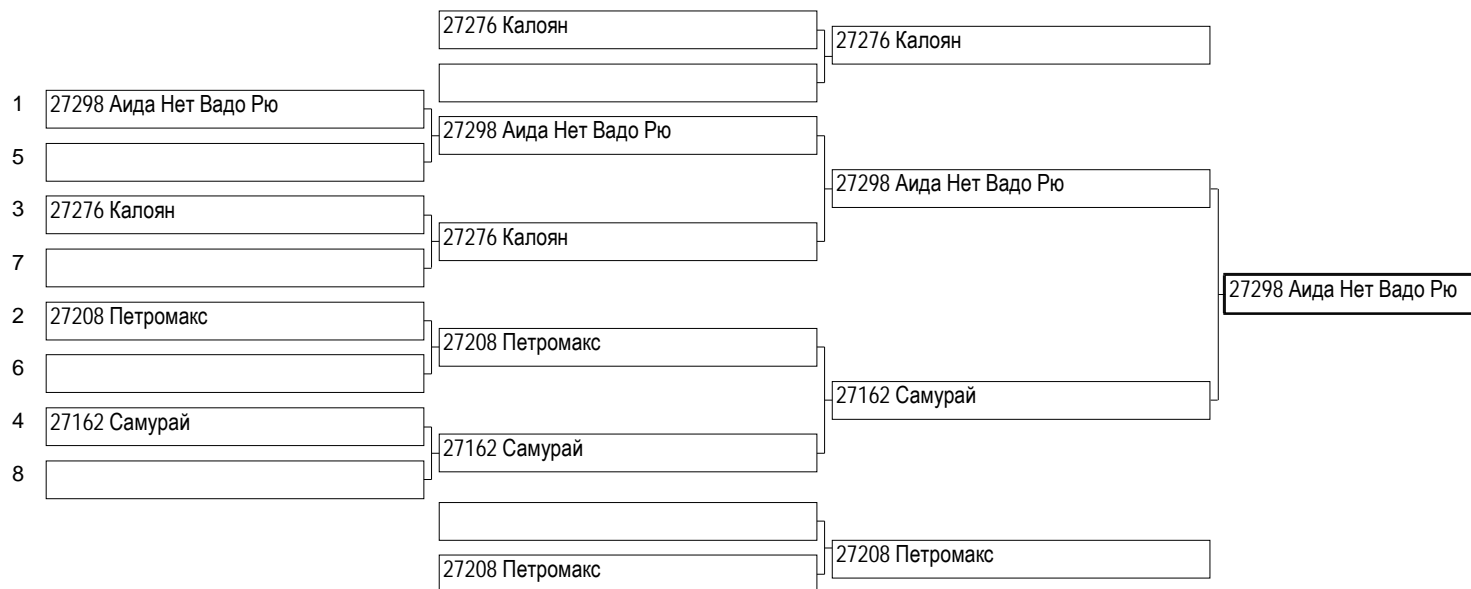 27276 Калоян
27276 Калоян
1 27298 Аида Нет Вадо Рю
27298 Аида Нет Вадо Рю
5
27298 Аида Нет Вадо Рю
3 27276 Калоян
27276 Калоян
7
27298 Аида Нет Вадо Рю
2 27208 Петромакс
27208 Петромакс
6
27162 Самурай
4 27162 Самурай
27162 Самурай
8
27208 Петромакс
27208 Петромакс